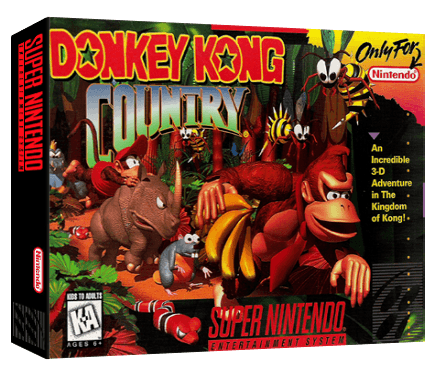 SUPER NINTENDO
Nintendo
DONKEY KONG
COUNTRY
Only For
Nintendo
An
Incredible
3-D
Adventure
in The
Kingdom
of Kong!
KIDS TO ADULTS
K-A
AGES 6+
SUPER NINTENDO
ENTERTAINMENT SYSTEM